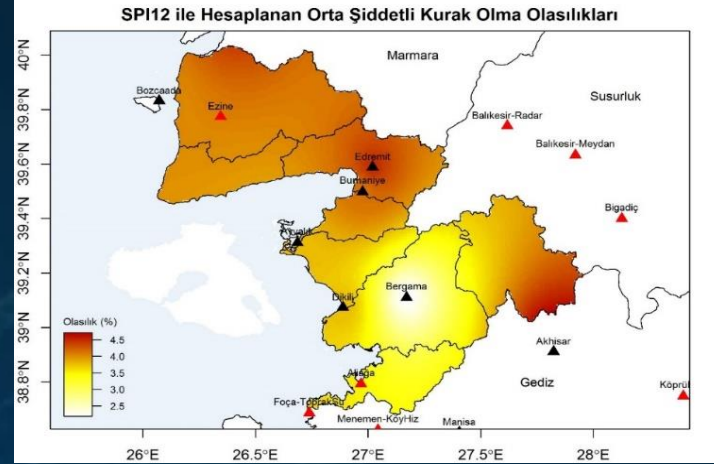 SPI12 ile Hesaplanan Orta Şiddetli Kurak Olma Olasılıkları
40°N
39.8°N
39.6°N
39.4°N
39.2°N
39°N
38.8°N
Marmara
Bozcaada
Ezine
Susurluk
Balıkesir-Radar
Balıkesir-Meydan
Edremit
Burhaniye
Bigadiç
Bergama
Dikili
Olasılık (%)
4.5
4.0
3.5
3.0
2.5
Akhisar
Aliağa
Gediz
Köprü
Menemen-KöyHiz
Manisa
26°E
26.5°E
27°E
27.5°E
28°E